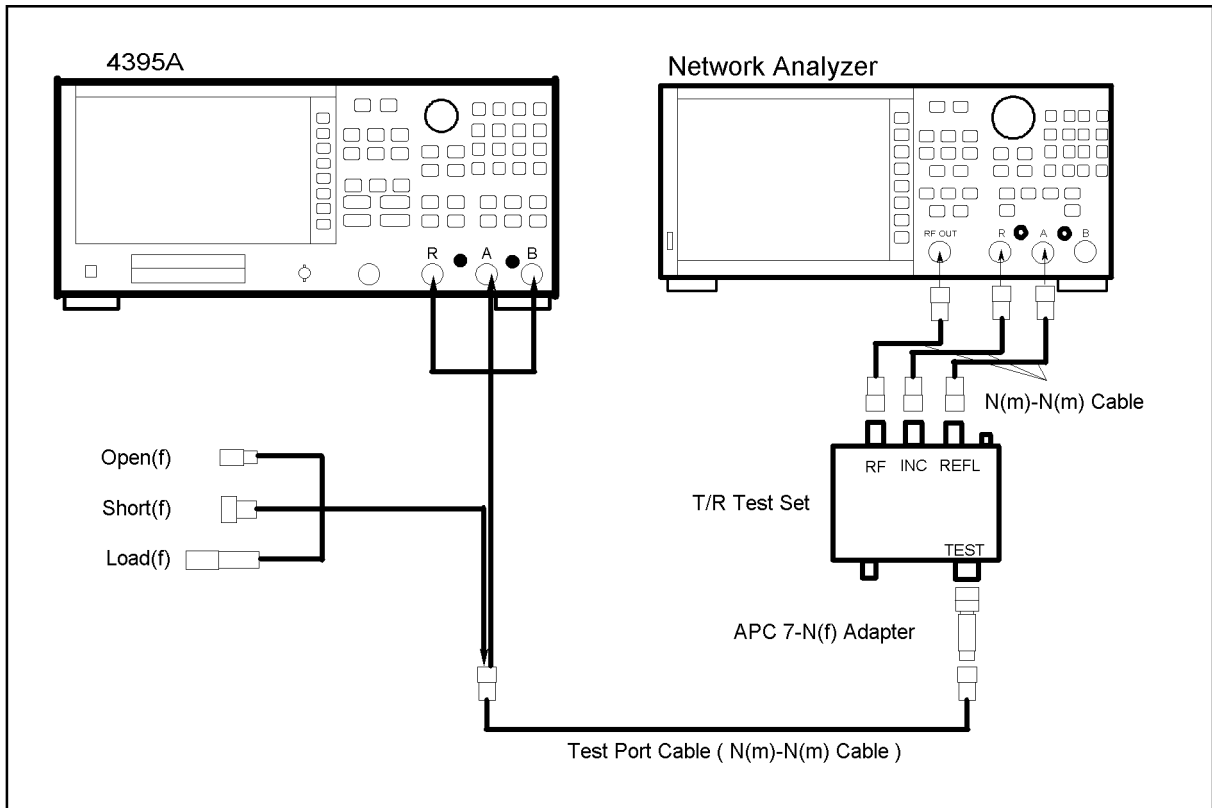 4395A
Network Analyzer
R A B
RF OUT R A B
N(m)-N(m) Cable
RF INC REFL
T/R Test Set
TEST
Open(f)
Short(f)
Load(f)
APC 7-N(f) Adapter
Test Port Cable ( N(m)-N(m) Cable )